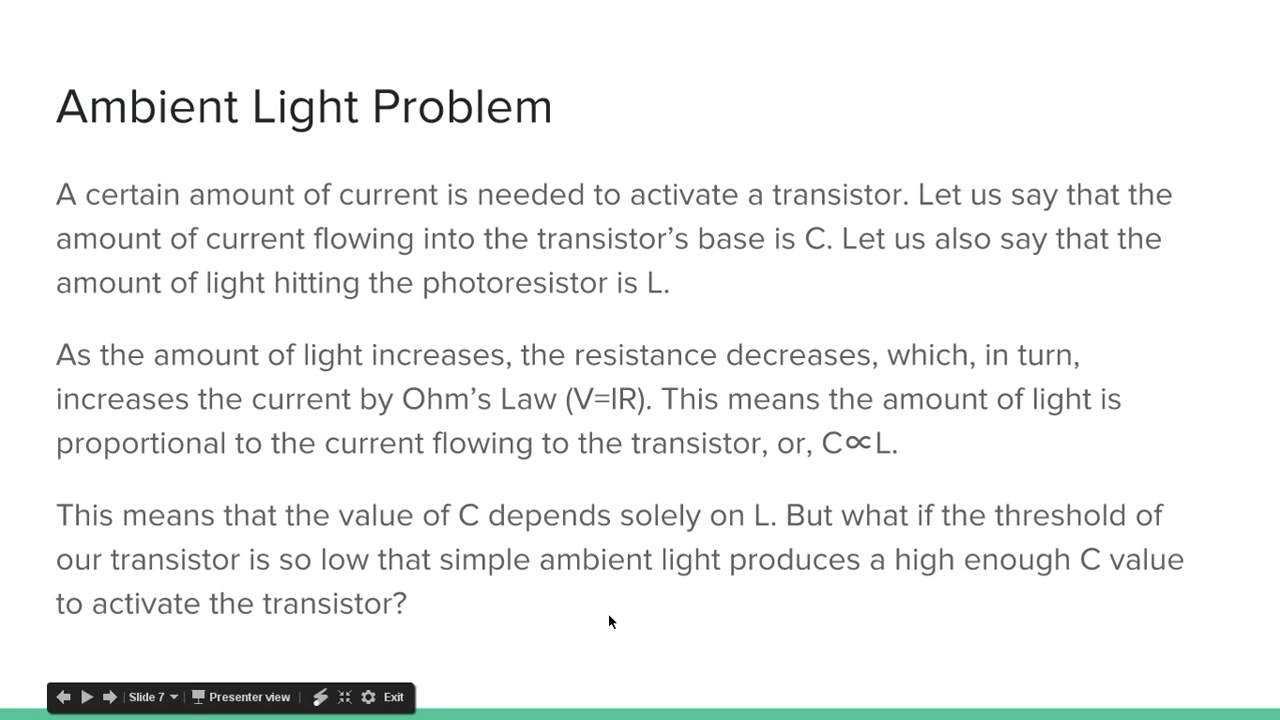 Ambient Light Problem
A certain amount of current is needed to activate a transistor. Let us say that the
amount of current flowing into the transistor’s base is C. Let us also say that the
amount of light hitting the photoresistor is L.
As the amount of light increases, the resistance decreases, which, in turn,
increases the current by Ohm’s Law (V=IR). This means the amount of light is
proportional to the current flowing to the transistor, or, C∝L.
This means that the value of C depends solely on L. But what if the threshold of
our transistor is so low that simple ambient light produces a high enough C value
to activate the transistor?
Slide 7 Presenter view Exit